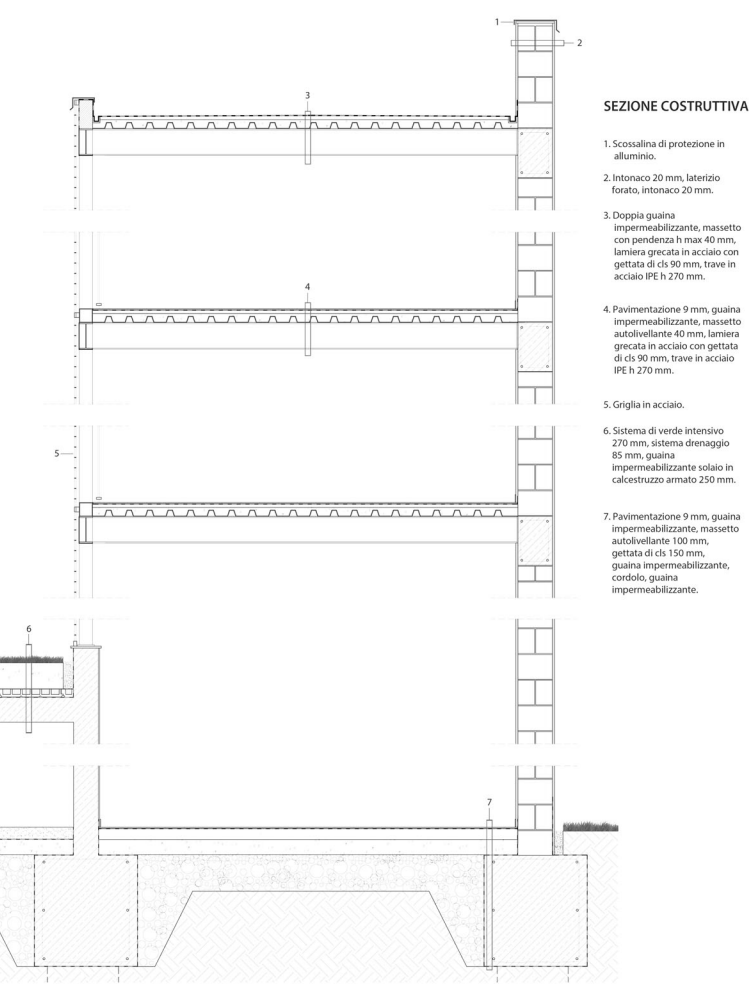 1
2
3
4
5
6
7
SEZIONE COSTRUTTIVA
1. Scossalina di protezione in
alluminio.
2. Intonaco 20 mm, laterizio
forato, intonaco 20 mm.
3. Doppia guaina
impermeabilizzante, massetto
con pendenza h max 40 mm,
lamiera grecata in acciaio con
gettata di cls 90 mm, trave in
acciaio IPE h 270 mm.
4. Pavimentazione 9 mm, guaina
impermeabilizzante, massetto
autolivellante 40 mm, lamiera
grecata in acciaio con gettata
di cls 90 mm, trave in acciaio
IPE h 270 mm.
5. Griglia in acciaio.
6. Sistema di verde intensivo
270 mm, sistema drenaggio
85 mm, guaina
impermeabilizzante solaio in
calcestruzzo armato 250 mm.
7. Pavimentazione 9 mm, guaina
impermeabilizzante, massetto
autolivellante 100 mm,
gettata di cls 150 mm,
guaina impermeabilizzante,
cordolo, guaina
impermeabilizzante.